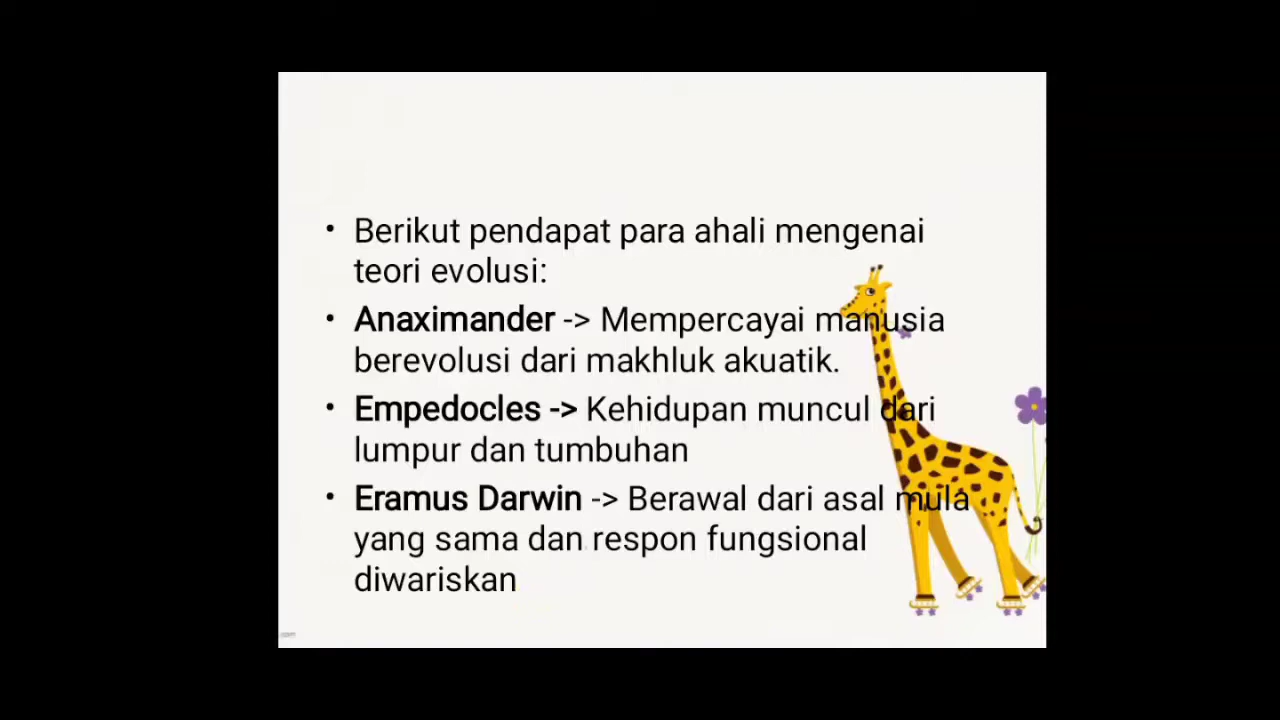 • Berikut pendapat para ahali mengenai
teori evolusi:
• Anaximander -> Mempercayai manusia
berevolusi dari makhluk akuatik.
• Empedocles -> Kehidupan muncul dari
lumpur dan tumbuhan
• Eramus Darwin -> Berawal dari asal mula
yang sama dan respon fungsional
diwariskan